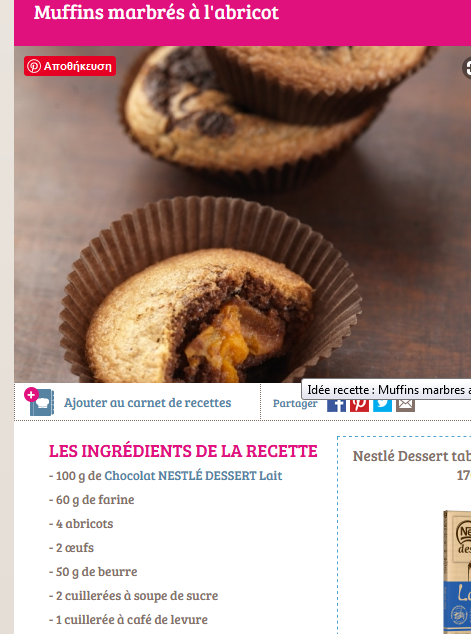 Muffins marbrés à l'abricot
Αποθήκευση
Idée recette : Muffins marbres a
Ajouter au carnet de recettes
Partager
LES INGRÉDIENTS DE LA RECETTE
- 100 g de Chocolat NESTLÉ DESSERT Lait
- 60 g de farine
- 4 abricots
- 2 œufs
- 50 g de beurre
- 2 cuillerées à soupe de sucre
- 1 cuillerée à café de levure
Nestlé Dessert tab
17